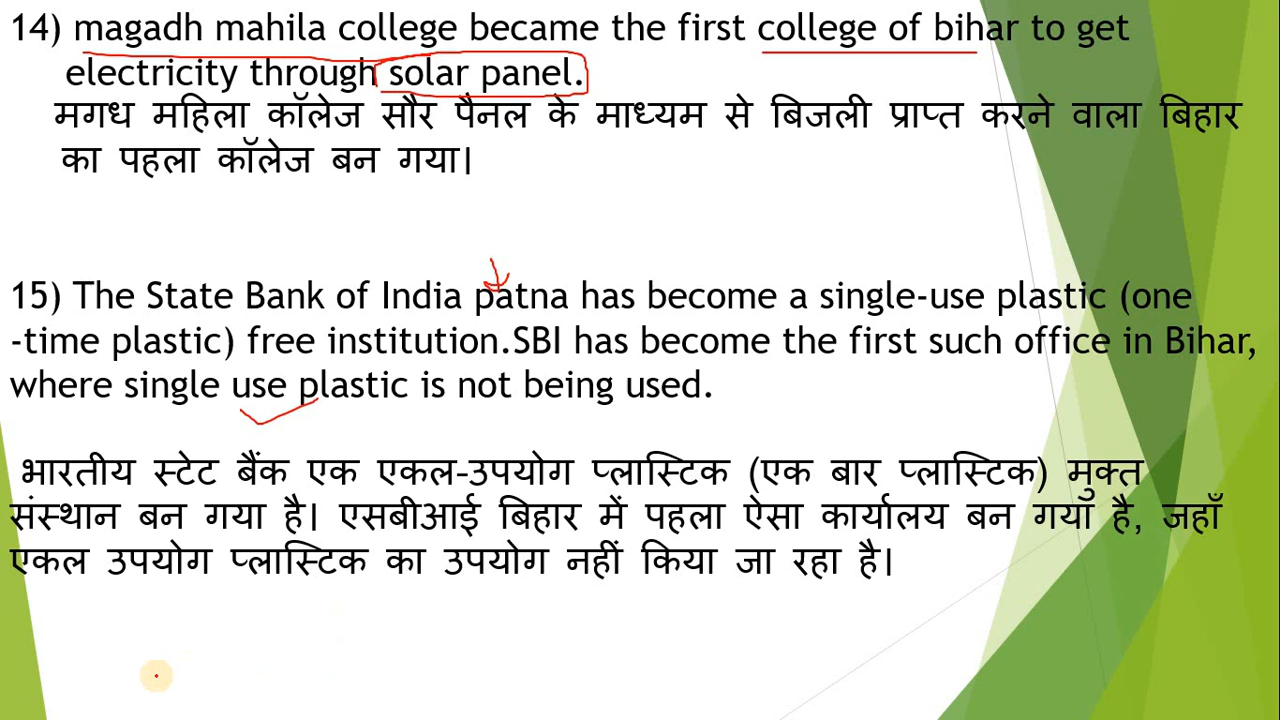 14) magadh mahila college became the first college of bihar to get
electricity through solar panel.
मगध महिला कॉलेज सौर पैनल के माध्यम से बिजली प्राप्त करने वाला बिहार
का पहला कॉलेज बन गया।
15) The State Bank of India patna has become a single-use plastic (one
-time plastic) free institution.SBI has become the first such office in Bihar,
where single use plastic is not being used.
भारतीय स्टेट बैंक एक एकल-उपयोग प्लास्टिक (एक बार प्लास्टिक) मुक्त
संस्थान बन गया है। एसबीआई बिहार में पहला ऐसा कार्यालय बन गया है, जहाँ
एकल उपयोग प्लास्टिक का उपयोग नहीं किया जा रहा है।